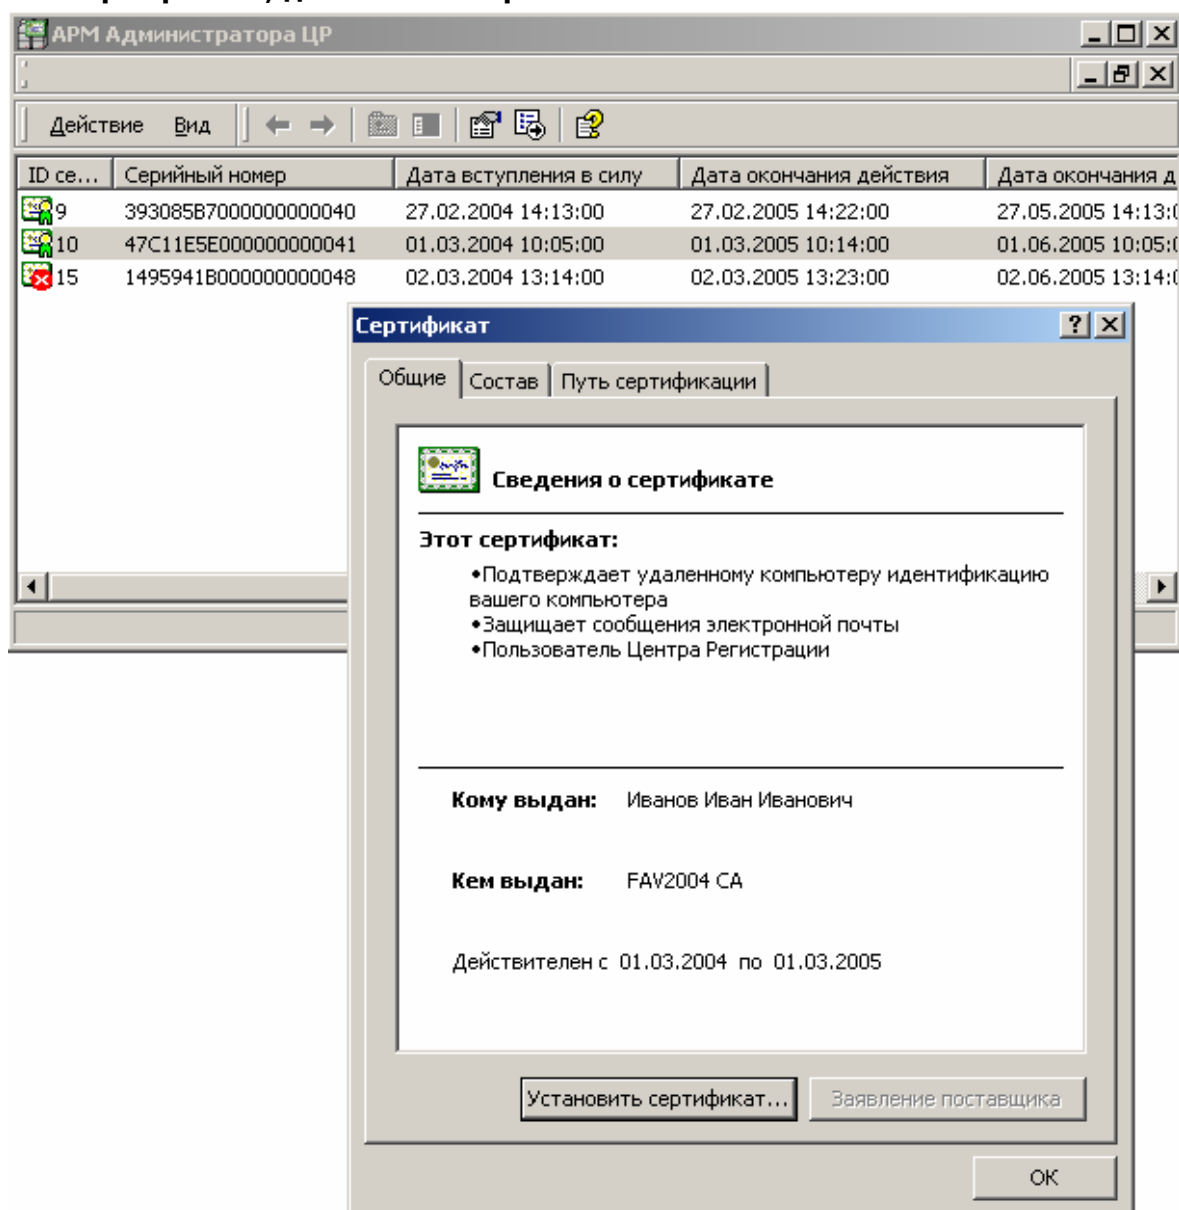 АРМ Администратора ЦР
Действие Вид
ID се... Серийный номер Дата вступления в силу Дата окончания действия Дата окончания д
9 393085B7000000000040 27.02.2004 14:13:00 27.02.2005 14:22:00 27.05.2005 14:13:0
10 47C11E5E000000000041 01.03.2004 10:05:00 01.03.2005 10:14:00 01.06.2005 10:05:0
15 1495941B000000000048 02.03.2004 13:14:00 02.03.2005 13:23:00 02.06.2005 13:14:0
Сертификат
Общие Состав Путь сертификации
Сведения о сертификате
Этот сертификат:
•Подтверждает удаленному компьютеру идентификацию
вашего компьютера
•Защищает сообщения электронной почты
•Пользователь Центра Регистрации
Кому выдан: Иванов Иван Иванович
Кем выдан: FAV2004 CA
Действителен с 01.03.2004 по 01.03.2005
Установить сертификат... Заявление поставщика
ОК